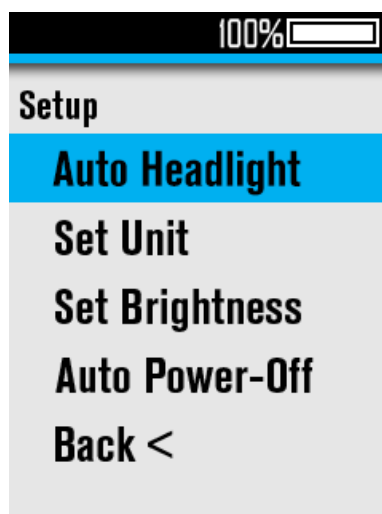 100%
Setup
Auto Headlight
Set Unit
Set Brightness
Auto Power-Off
Back <